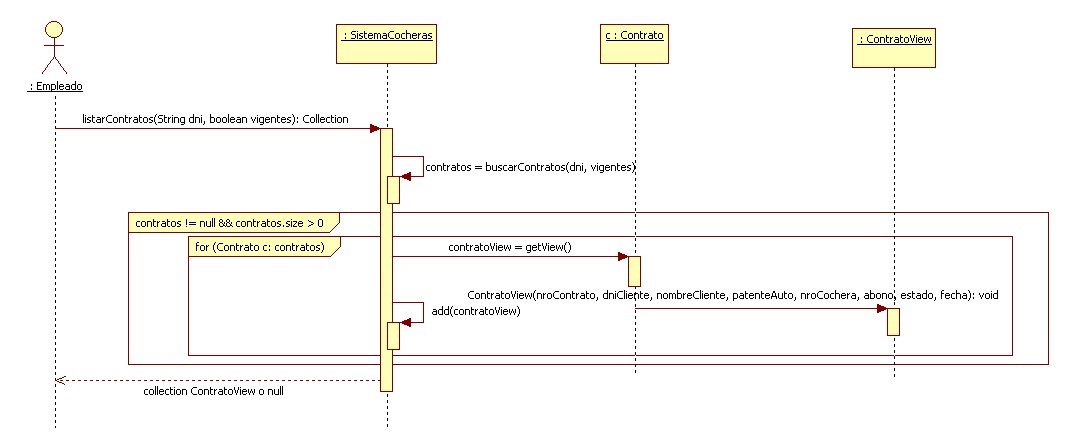 : SistemaCocheras
c : Contrato
: ContratoView
: Empleado
listarContratos(String dni, boolean vigentes): Collection
contratos = buscarContratos(dni, vigentes)
contratos != null && contratos.size > 0
for (Contrato c: contratos)
contratoView = getView()
ContratoView(nroContrato, dniCliente, nombreCliente, patenteAuto, nroCochera, abono, estado, fecha): void
add(contratoView)
collection ContratoView o null